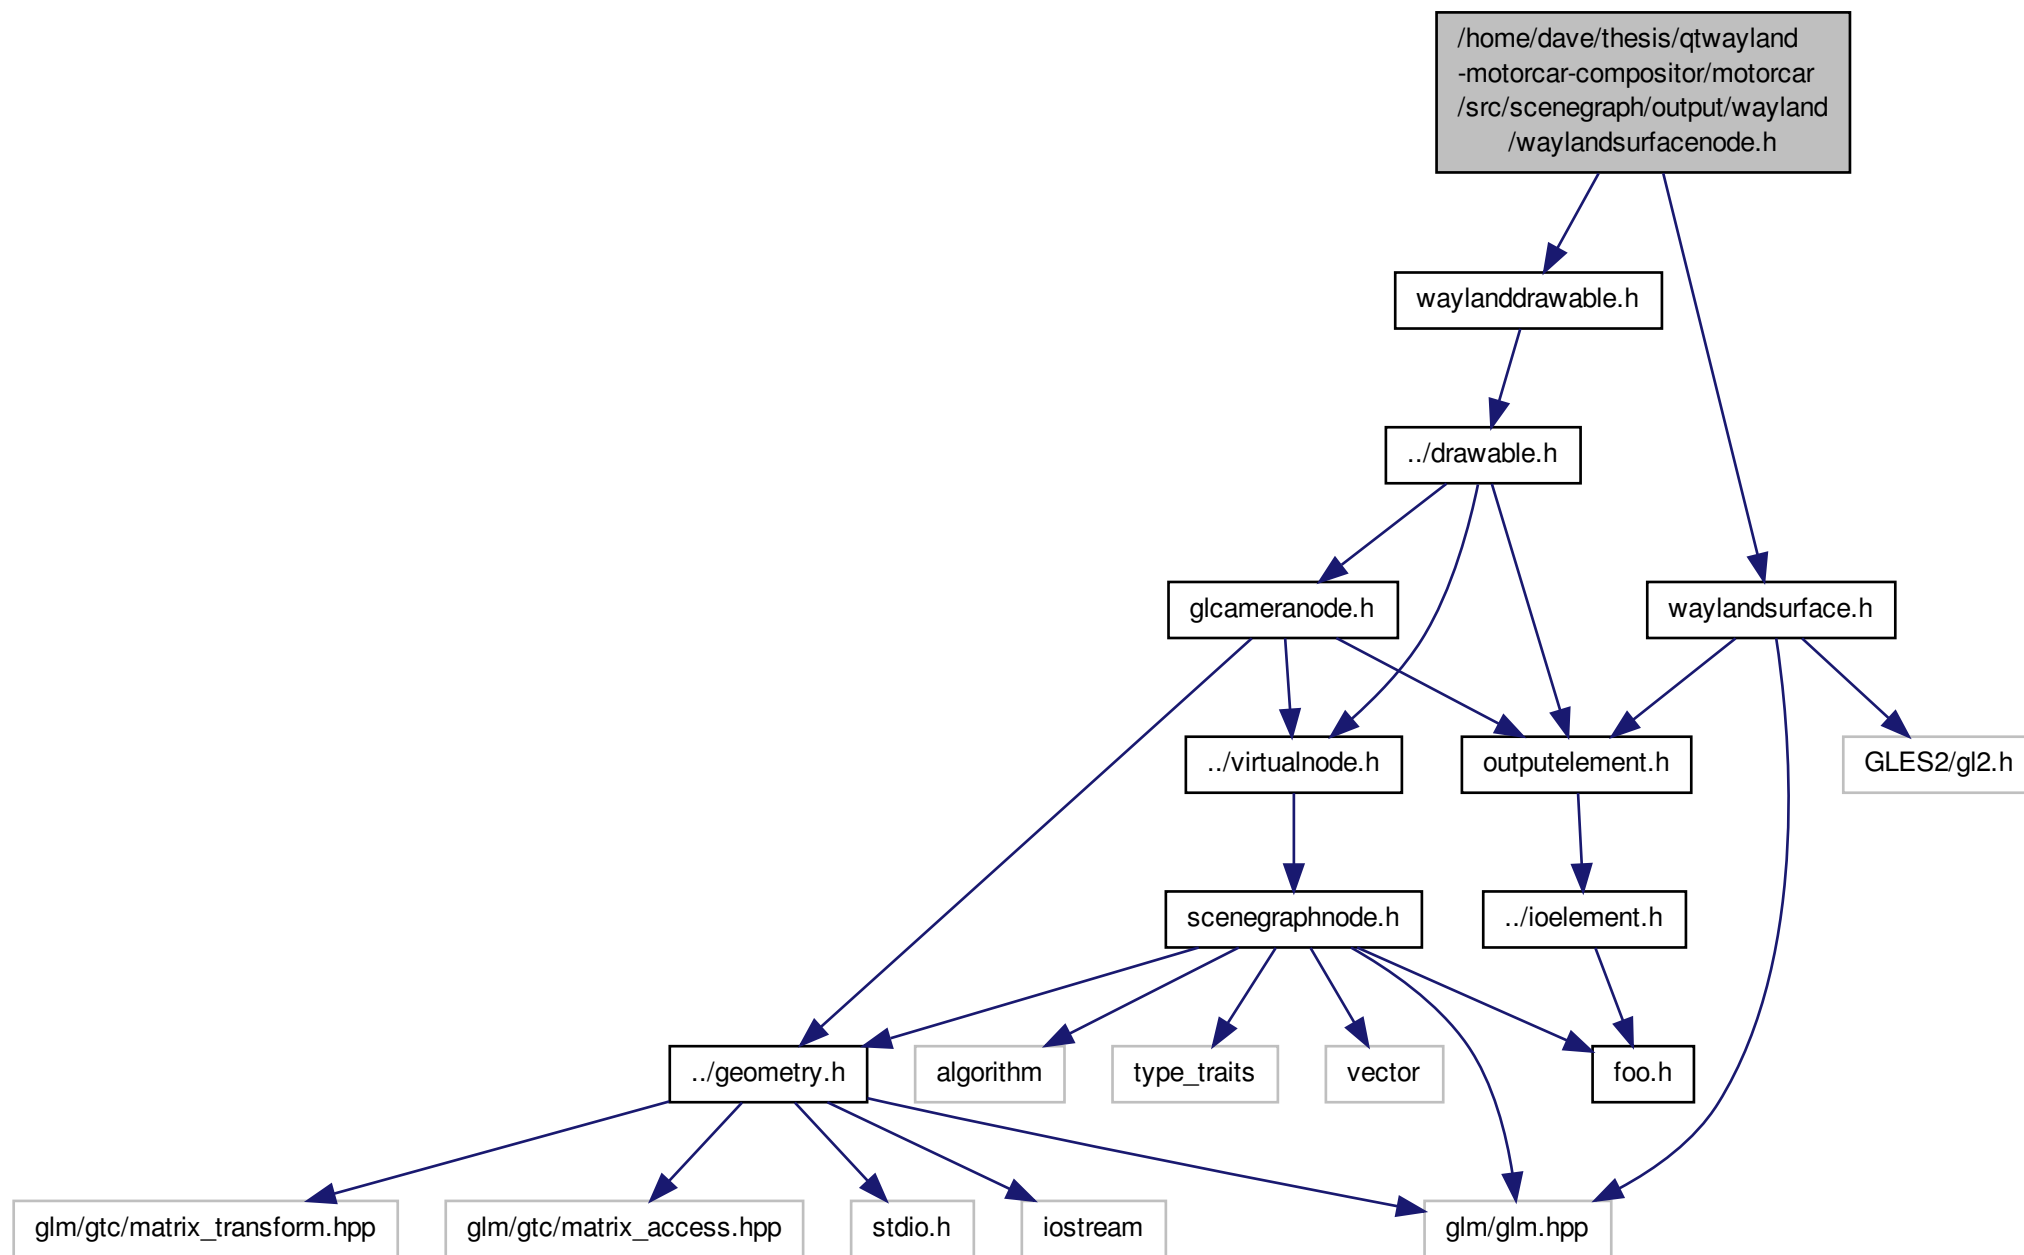 /home/dave/thesis/qtwayland
-motorcar-compositor/motorcar
/src/scenegraph/output/wayland
/waylandsurfacenode.h
waylanddrawable.h
../drawable.h
glcameranode.h
waylandsurface.h
../virtualnode.h
outputelement.h
GLES2/gl2.h
scenegraphnode.h
../ioelement.h
../geometry.h
algorithm
type_traits
vector
foo.h
glm/gtc/matrix_transform.hpp
glm/gtc/matrix_access.hpp
stdio.h
iostream
glm/glm.hpp